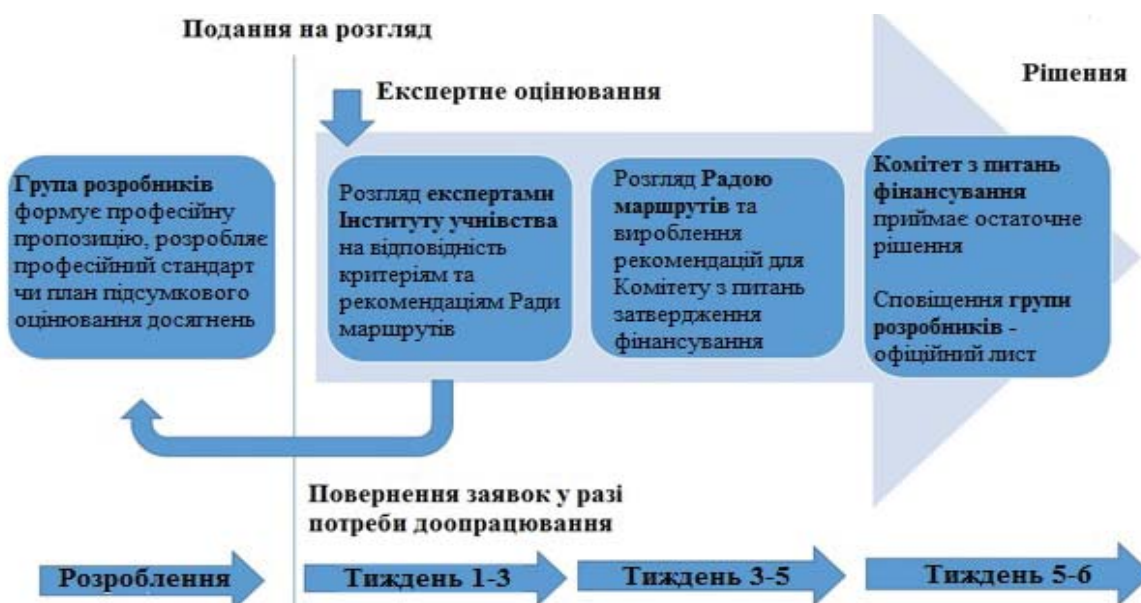 Подання на розгляд
Експертне оцінювання
Рішення
Група розробників
формує професійну
пропозицію, розробляє
професійний стандарт
чи план підсумкового
оцінювання досягнень
Розгляд експертами
Інституту учнівства
на відповідність
критеріям та
рекомендаціям Ради
маршрутів
Розгляд Радою
маршрутів та
вироблення
рекомендацій для
Комітету з питань
затвердження
фінансування
Комітет з питань
фінансування
приймає остаточне
рішення
Сповіщення групи
розробників -
офіційний лист
Повернення заявок у разі
потреби доопрацювання
Розроблення
Тиждень 1-3
Тиждень 3-5
Тиждень 5-6